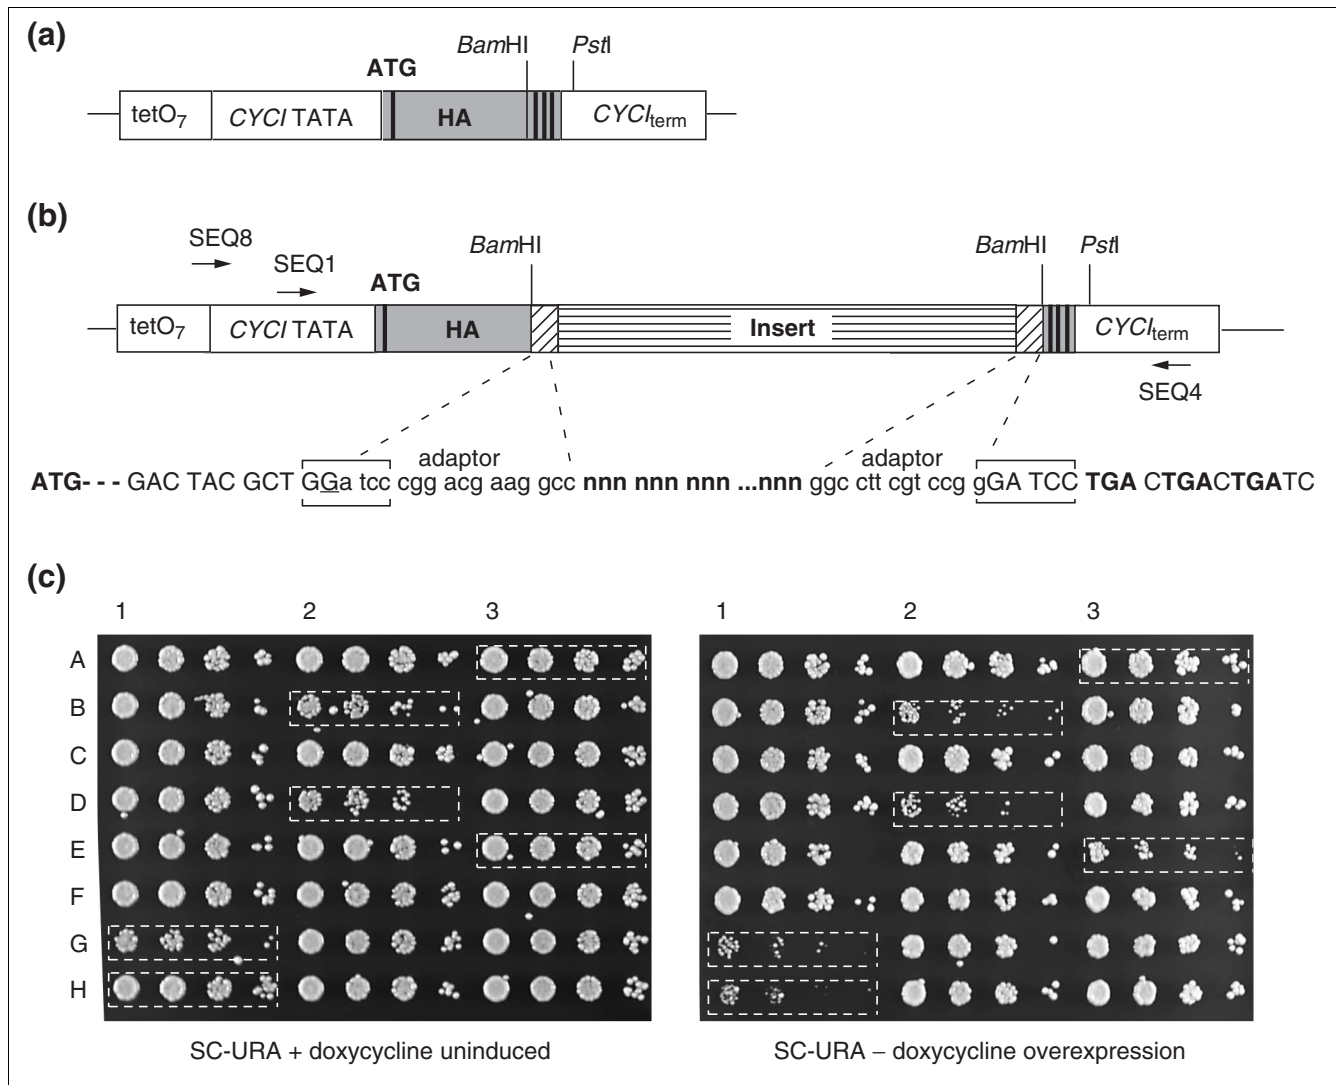 (a)
BamHI PstI
ATG
tetO7 CYCI TATA HA CYCIterm
(b)
SEQ8
SEQ1
BamHI BamHI PstI
ATG
tetO7 CYCI TATA HA Insert CYCIterm
SEQ4
adaptor adaptor
ATG- - - GAC TAC GCT GGa tcc cgg acg aag gcc nnn nnn nnn ...nnn ggc ctt cgt ccg gGA TCC TGA CTGACTGATC
(c)
1 2 3 1 2 3
A
B
C
D
E
F
G
H
SC-URA + doxycycline uninduced SC-URA – doxycycline overexpression